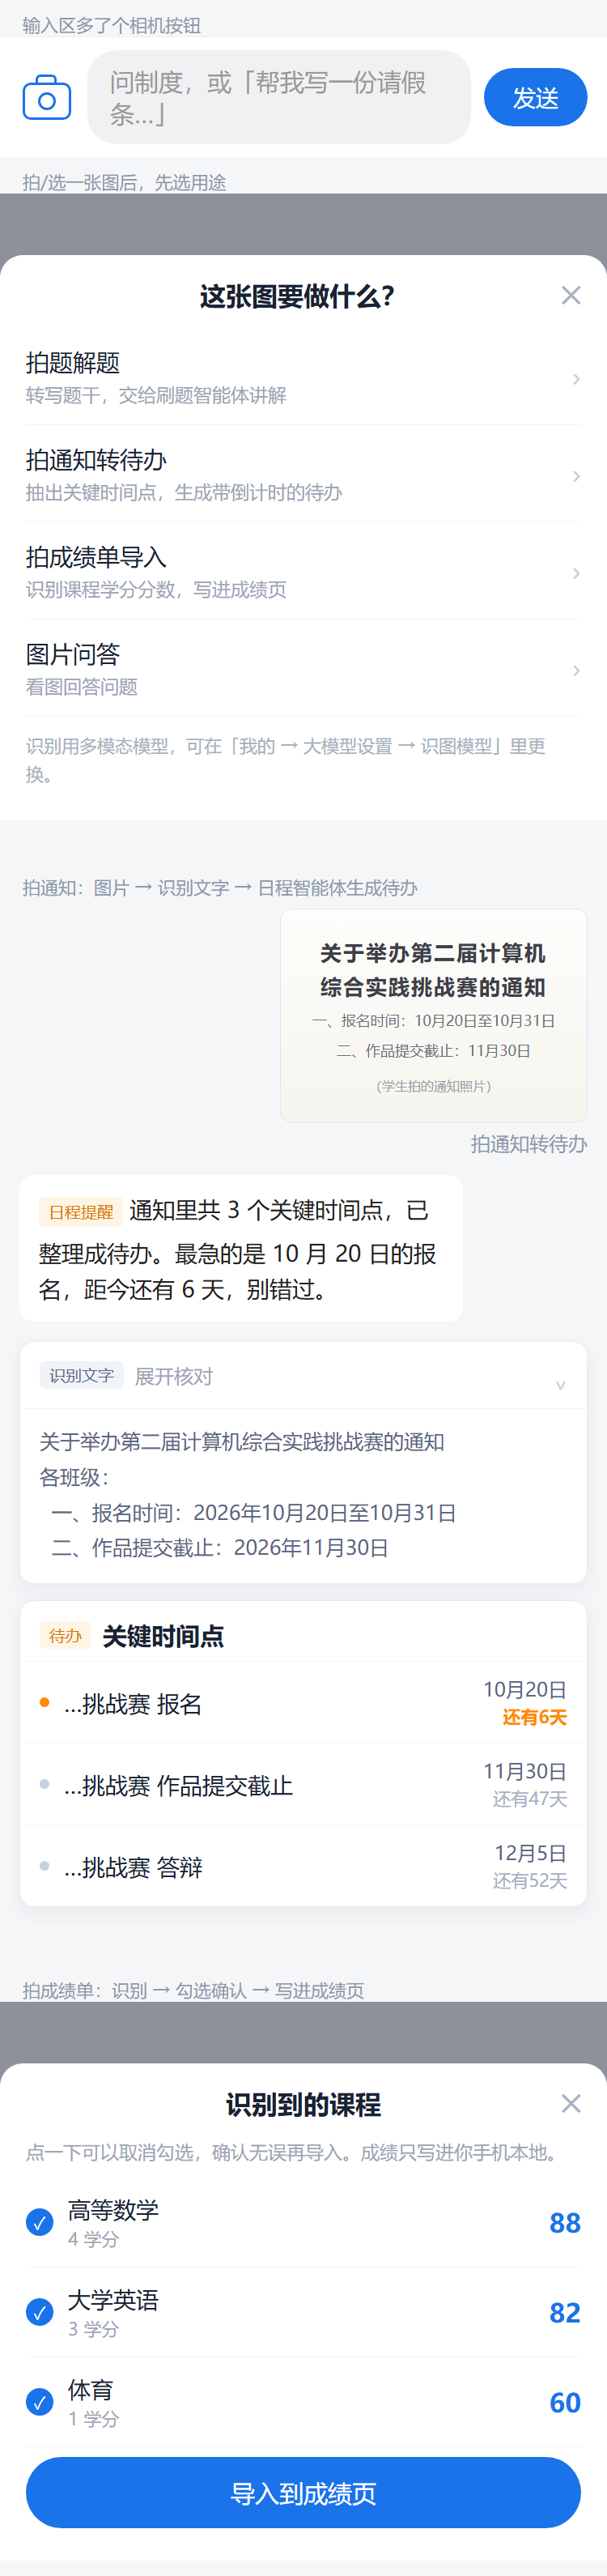 输入区多了个相机按钮
问制度，或「帮我写一份请假
条...」
发送
拍/选一张图后，先选用途
这张图要做什么？
×
拍题解题
转写题干，交给刷题智能体讲解
›
拍通知转待办
抽出关键时间点，生成带倒计时的待办
›
拍成绩单导入
识别课程学分分数，写进成绩页
›
图片问答
看图回答问题
›
识别用多模态模型，可在「我的 → 大模型设置 → 识图模型」里更
换。
拍通知：图片 → 识别文字 → 日程智能体生成待办
关于举办第二届计算机
综合实践挑战赛的通知
一、报名时间：10月20日至10月31日
二、作品提交截止：11月30日
（学生拍的通知照片）
拍通知转待办
日程提醒 通知里共 3 个关键时间点，已
整理成待办。最急的是 10 月 20 日的报
名，距今还有 6 天，别错过。
识别文字 展开核对
关于举办第二届计算机综合实践挑战赛的通知
各班级：
一、报名时间：2026年10月20日至10月31日
二、作品提交截止：2026年11月30日
待办 关键时间点
...挑战赛 报名
10月20日
还有6天
...挑战赛 作品提交截止
11月30日
还有47天
...挑战赛 答辩
12月5日
还有52天
拍成绩单：识别 → 勾选确认 → 写进成绩页
识别到的课程
×
点一下可以取消勾选，确认无误再导入。成绩只写进你手机本地。
✓ 高等数学
4 学分
88
✓ 大学英语
3 学分
82
✓ 体育
1 学分
60
导入到成绩页